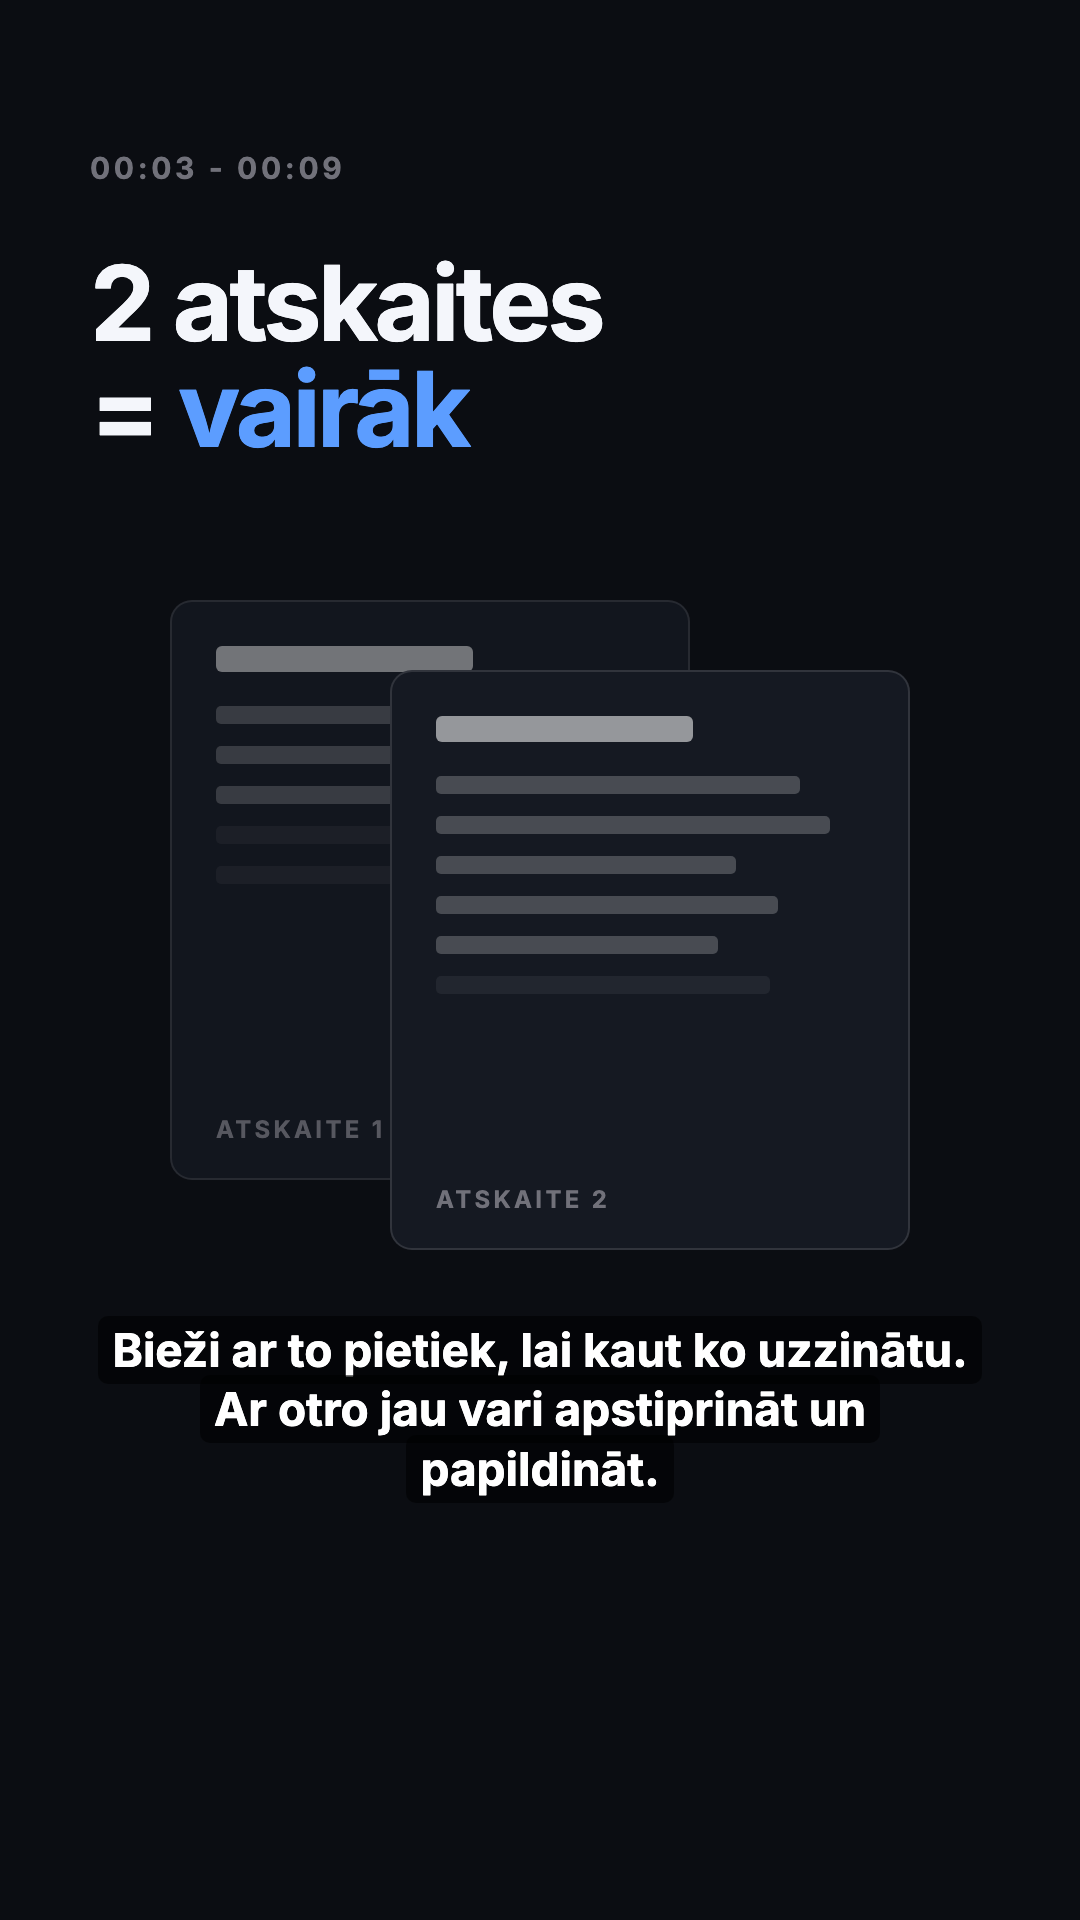 00:03 - 00:09
2 atskaites
= vairāk
ATSKAITE 1
ATSKAITE 2
Bieži ar to pietiek, lai kaut ko uzzinātu.
Ar otro jau vari apstiprināt un
papildināt.